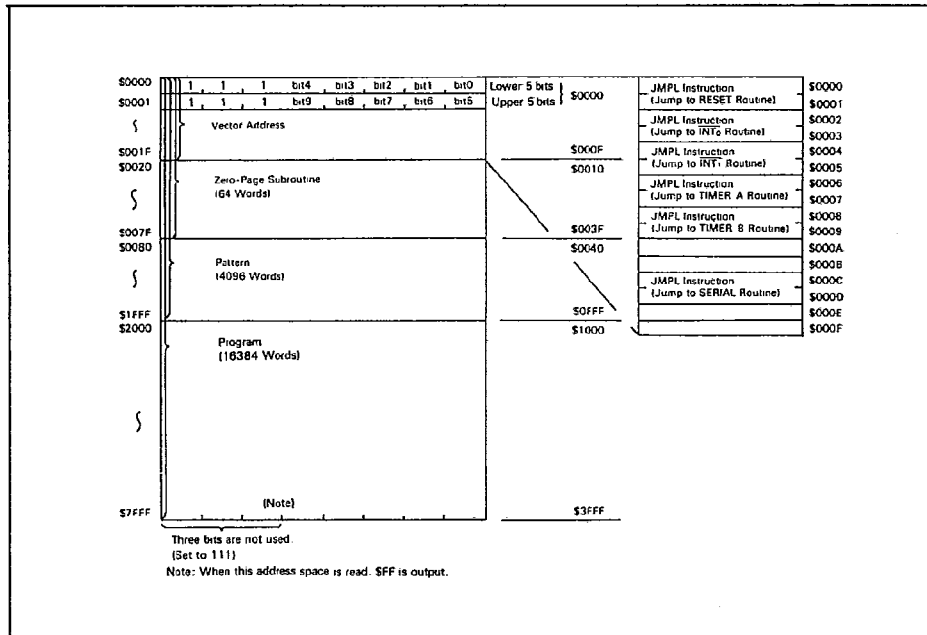 $0000
1 1 1 bit4 bit3 bit2 bit1 bit0
Lower 5 bits
$0001
1 1 1 bit9 bit8 bit7 bit6 bit5
Upper 5 bits
$0000
Vector Address
$001F
$000F
$0020
$0010
Zero-Page Subroutine
(64 Words)
$007F
$003F
$0080
$0040
Pattern
(4096 Words)
$1FFF
$0FFF
$2000
$1000
Program
(16384 Words)
(Note)
$7FFF
$3FFF
JMPL Instruction
(Jump to RESET Routine)
$0000
$0001
JMPL Instruction
(Jump to INT₀ Routine)
$0002
$0003
JMPL Instruction
(Jump to INT₁ Routine)
$0004
$0005
JMPL Instruction
(Jump to TIMER A Routine)
$0006
$0007
JMPL Instruction
(Jump to TIMER B Routine)
$0008
$0009
$000A
$000B
JMPL Instruction
(Jump to SERIAL Routine)
$000C
$000D
$000E
$000F
Three bits are not used.
(Set to 111)
Note: When this address space is read. $FF is output.